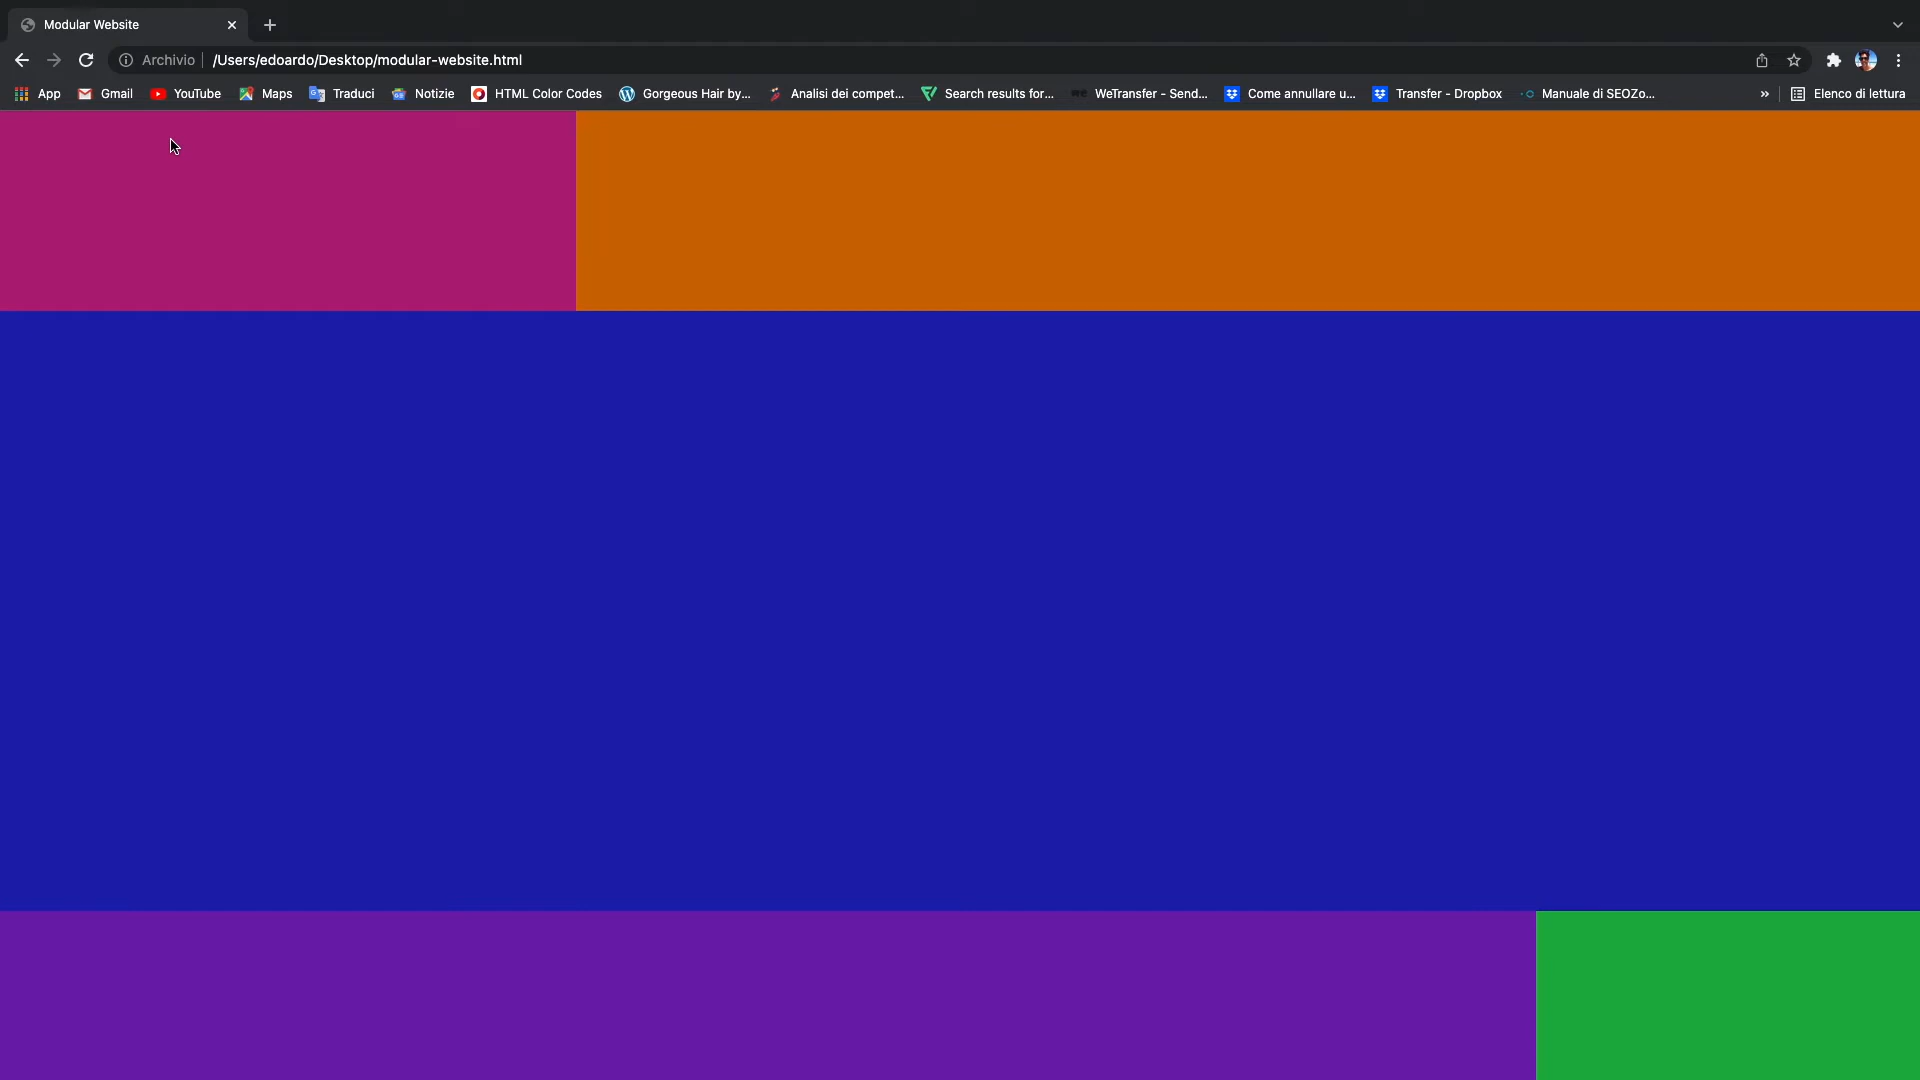 Modular Website
Archivio /Users/edoardo/Desktop/modular-website.html
App Gmail YouTube Maps Traduci Notizie HTML Color Codes Gorgeous Hair by... Analisi dei compet... Search results for... WeTransfer - Send... Come annullare u... Transfer - Dropbox Manuale di SEOZo... » Elenco di lettura